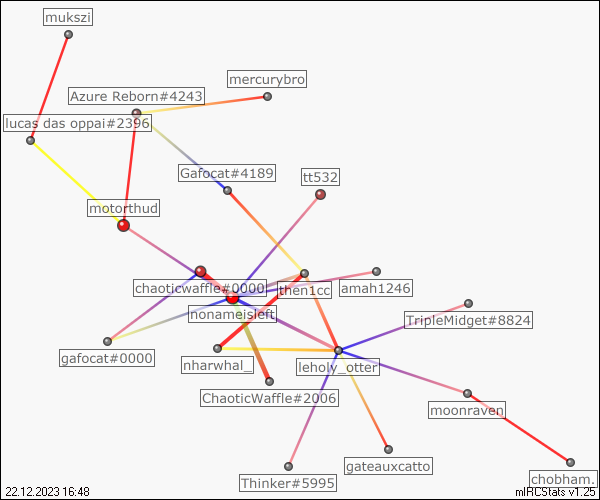 mukszi
mercurybro
Azure Reborn#4243
lucas das oppai#2396
Gafocat#4189
tt532
motorthud
chaoticwaffle#0000
then1cc
amah1246
nonameisleft
TripleMidget#8824
gafocat#0000
nharwhal_
leholy_otter
ChaoticWaffle#2006
moonraven
gateauxcatto
Thinker#5995
chobham.
22.12.2023 16:48
mIRCStats v1.25